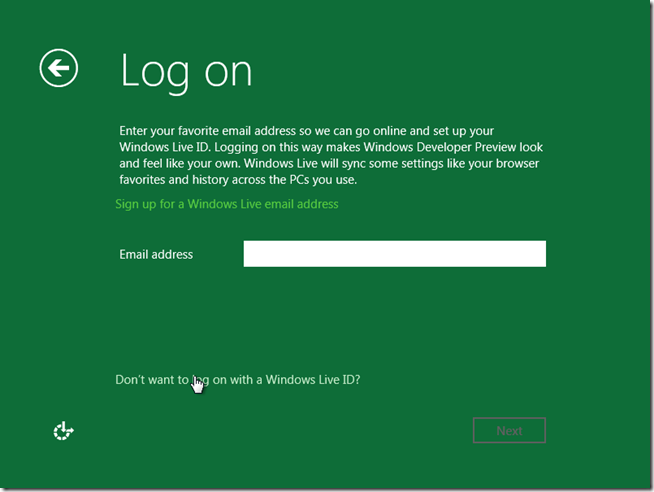 Log on
Enter your favorite email address so we can go online and set up your
Windows Live ID. Logging on this way makes Windows Developer Preview look
and feel like your own. Windows Live will sync some settings like your browser
favorites and history across the PCs you use.
Sign up for a Windows Live email address
Email address
Don't want to log on with a Windows Live ID?
Next